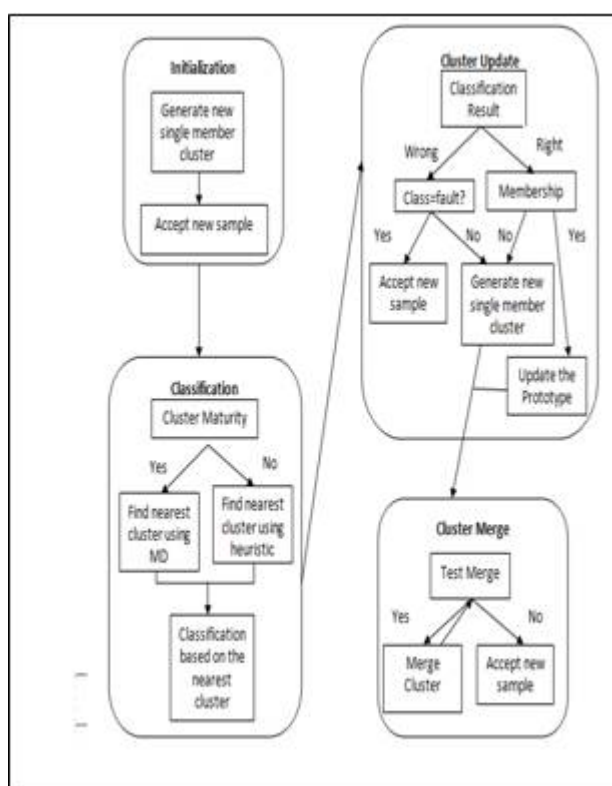 Initialization
Generate new
single member
cluster
Accept new sample
Classification
Cluster Maturity
Yes
No
Find nearest
cluster using
MD
Find nearest
cluster using
heuristic
Classification
based on the
nearest
cluster
Cluster Update
Classification
Result
Wrong
Right
Class=fault?
Membership
Yes
No
No
Yes
Accept new
sample
Generate new
single member
cluster
Update the
Prototype
Cluster Merge
Test Merge
Yes
No
Merge
Cluster
Accept new
sample